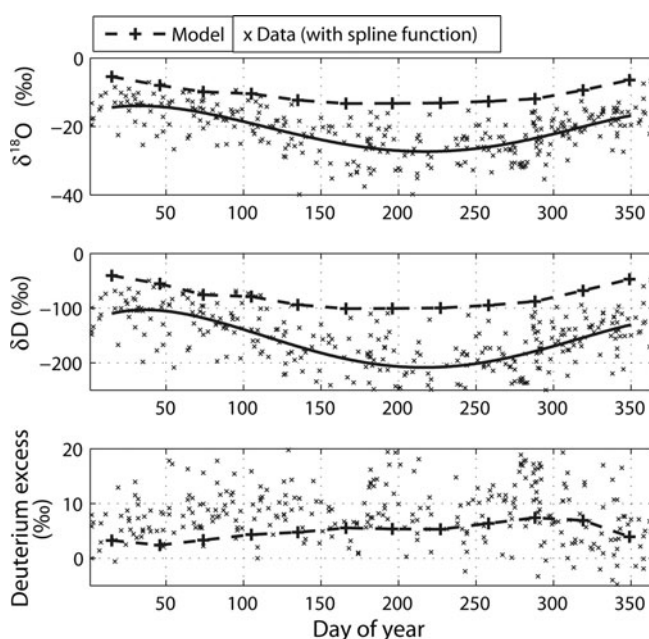 Model x Data (with spline function)
0
−20
−40
δ¹⁸O (‰)
50 100 150 200 250 300 350
0
−100
−200
δD (‰)
50 100 150 200 250 300 350
20
10
0
Deuterium excess
(‰)
50 100 150 200 250 300 350
Day of year